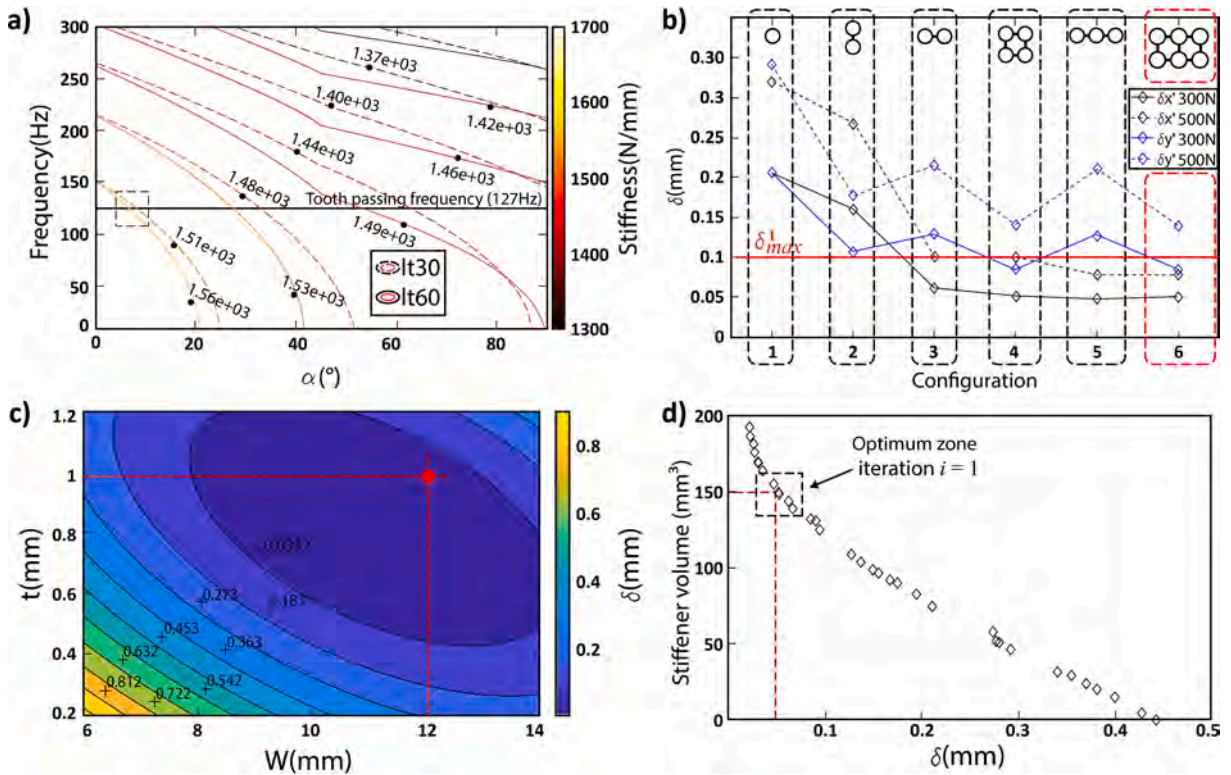 a)
300
250
200
150
100
50
0
Frequency(Hz)
1.37e+03
1.40e+03
1.42e+03
1.44e+03
1.46e+03
1.48e+03
Tooth passing frequency (127Hz)
1.49e+03
1.51e+03
1.53e+03
1.56e+03
lt30
lt60
0 20 40 60 80
α(°)
1700
1600
1500
1400
1300
Stiffness(N/mm)
b)
0.35
0.3
0.25
0.2
0.15
0.1
0.05
0
δ(mm)
δx' 300N
δx' 500N
δy' 300N
δy' 500N
δ¹max
1 2 3 4 5 6
Configuration
c)
1.2
1
0.8
0.6
0.4
0.2
t(mm)
0.273
0.453
0.363
0.632
0.542
0.812
0.722
6 8 10 12 14
W(mm)
0.8
0.6
0.4
0.2
δ(mm)
d)
200
150
100
50
0
Stiffener volume (mm³)
Optimum zone
iteration i = 1
0.1 0.2 0.3 0.4 0.5
δ(mm)